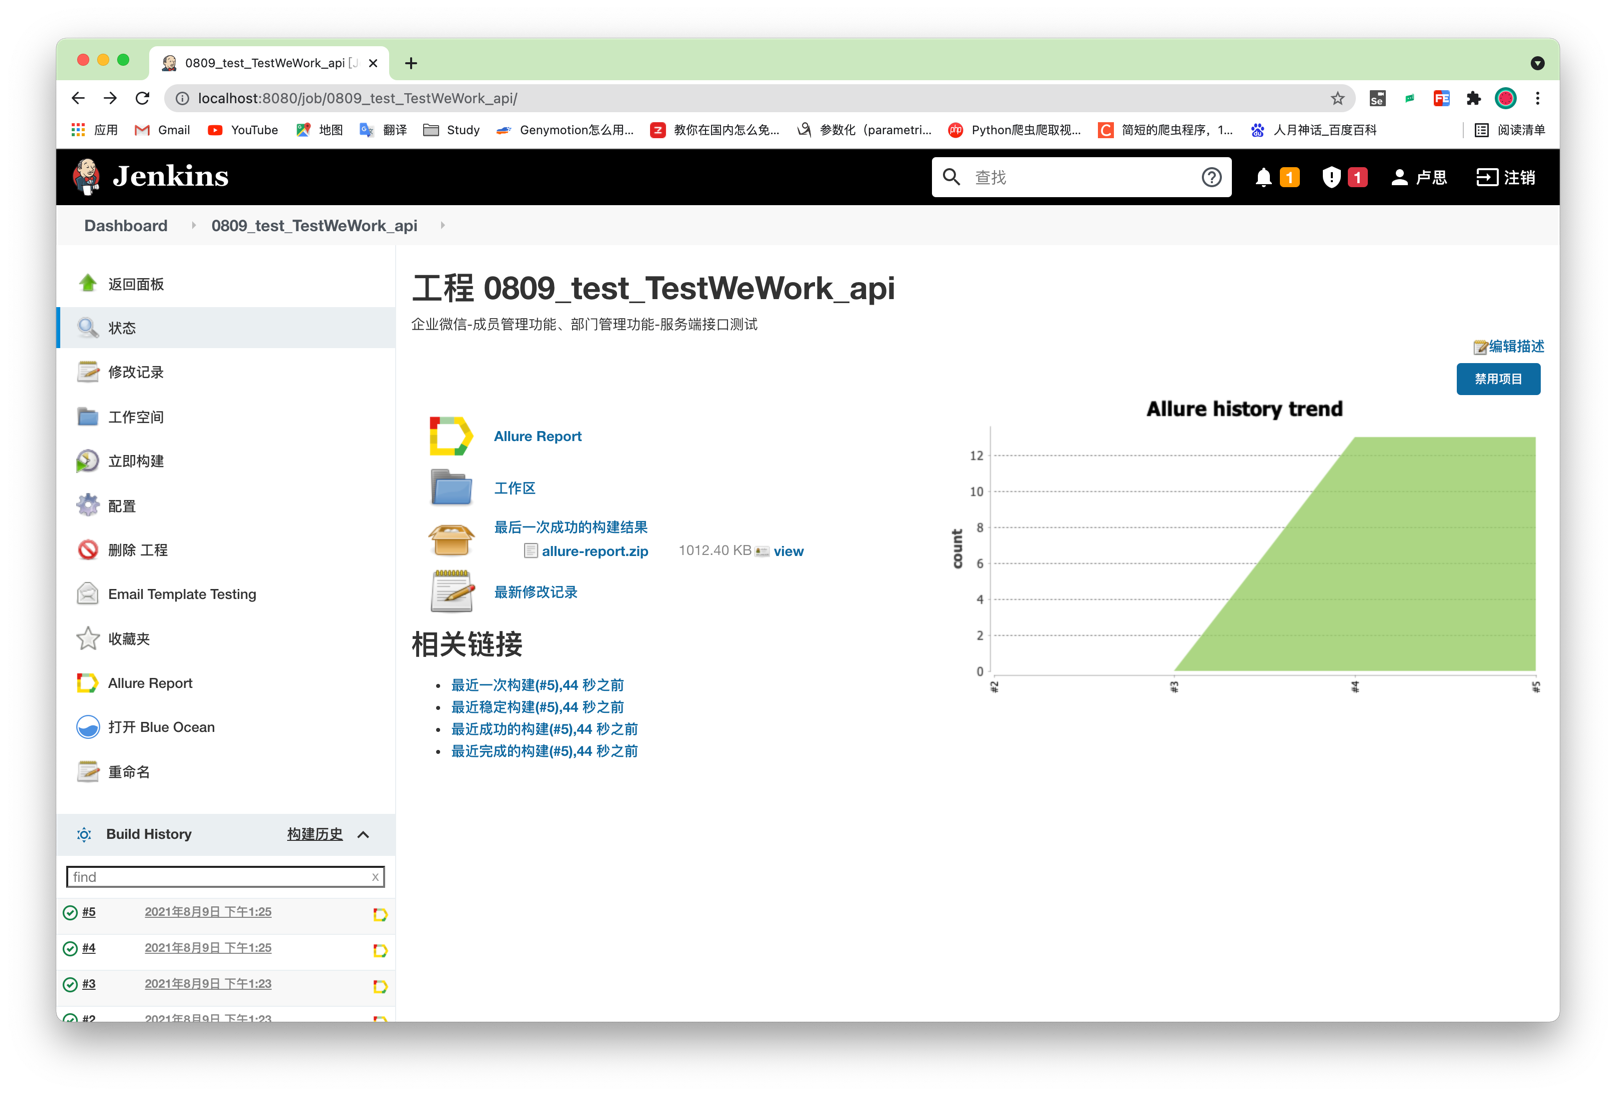 0809_test_TestWeWork_api [J
localhost:8080/job/0809_test_TestWeWork_api/
应用 Gmail YouTube 地图 翻译 Study Genymotion怎么用... 教你在国内怎么免... 参数化（parametri... Python爬虫爬取视... 简短的爬虫程序，1... 人月神话_百度百科 阅读清单
Jenkins 查找 1 1 卢思 注销
Dashboard 0809_test_TestWeWork_api
返回面板
状态
修改记录
工作空间
立即构建
配置
删除 工程
Email Template Testing
收藏夹
Allure Report
打开 Blue Ocean
重命名
Build History 构建历史
find x
#5 2021年8月9日 下午1:25
#4 2021年8月9日 下午1:25
#3 2021年8月9日 下午1:23
#2 2021年8月9日 下午1:23
工程 0809_test_TestWeWork_api
企业微信-成员管理功能、部门管理功能-服务端接口测试
编辑描述
禁用项目
Allure Report
工作区
最后一次成功的构建结果
allure-report.zip 1012.40 KB view
最新修改记录
相关链接
最近一次构建(#5),44 秒之前
最近稳定构建(#5),44 秒之前
最近成功的构建(#5),44 秒之前
最近完成的构建(#5),44 秒之前
Allure history trend
count
12
10
8
6
4
2
0
#2 #3 #4 #5